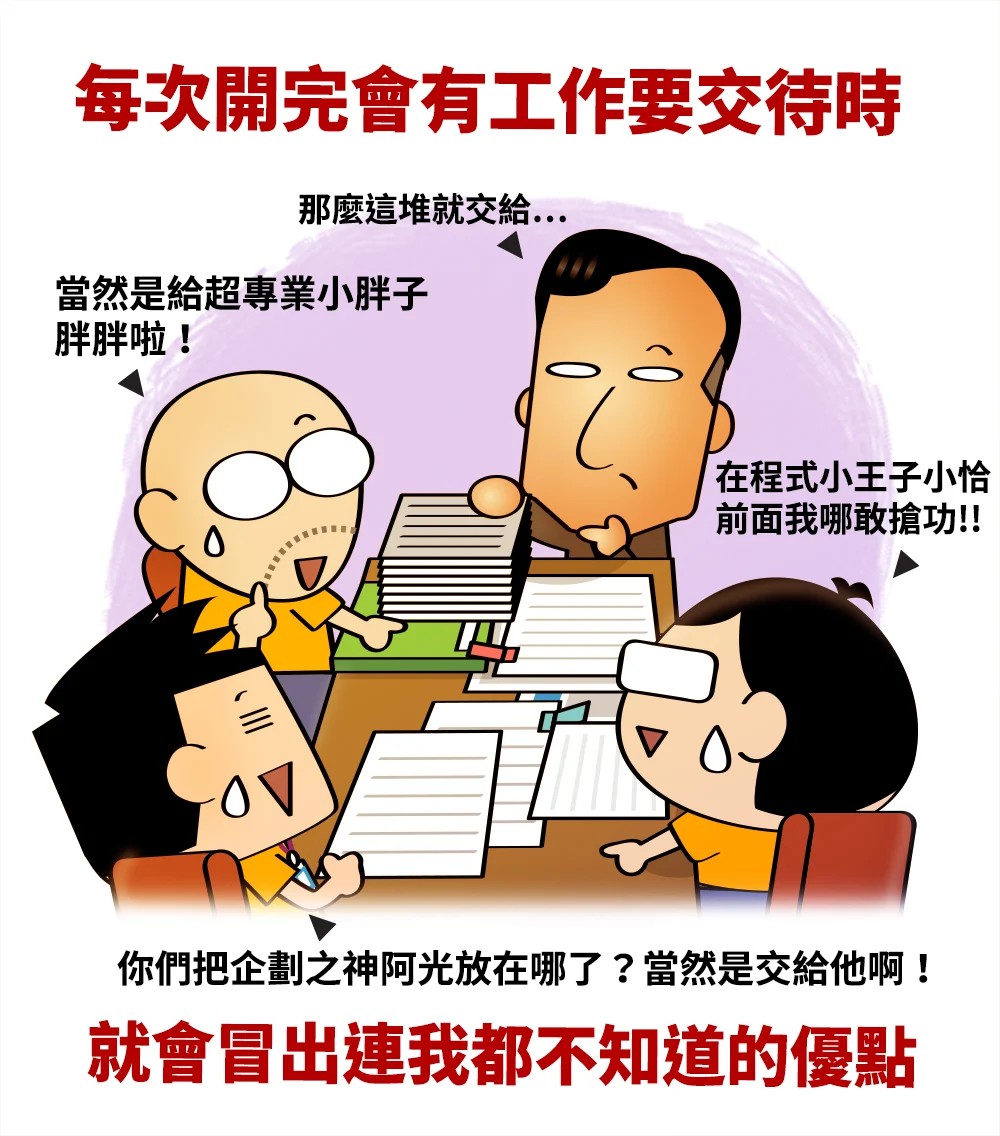 每次開完會有工作要交待時
那麼這堆就交給...
當然是給超專業小胖子
胖胖啦！
在程式小王子小恰
前面我哪敢搶功!!
你們把企劃之神阿光放在哪了？當然是交給他啊！
就會冒出連我都不知道的優點